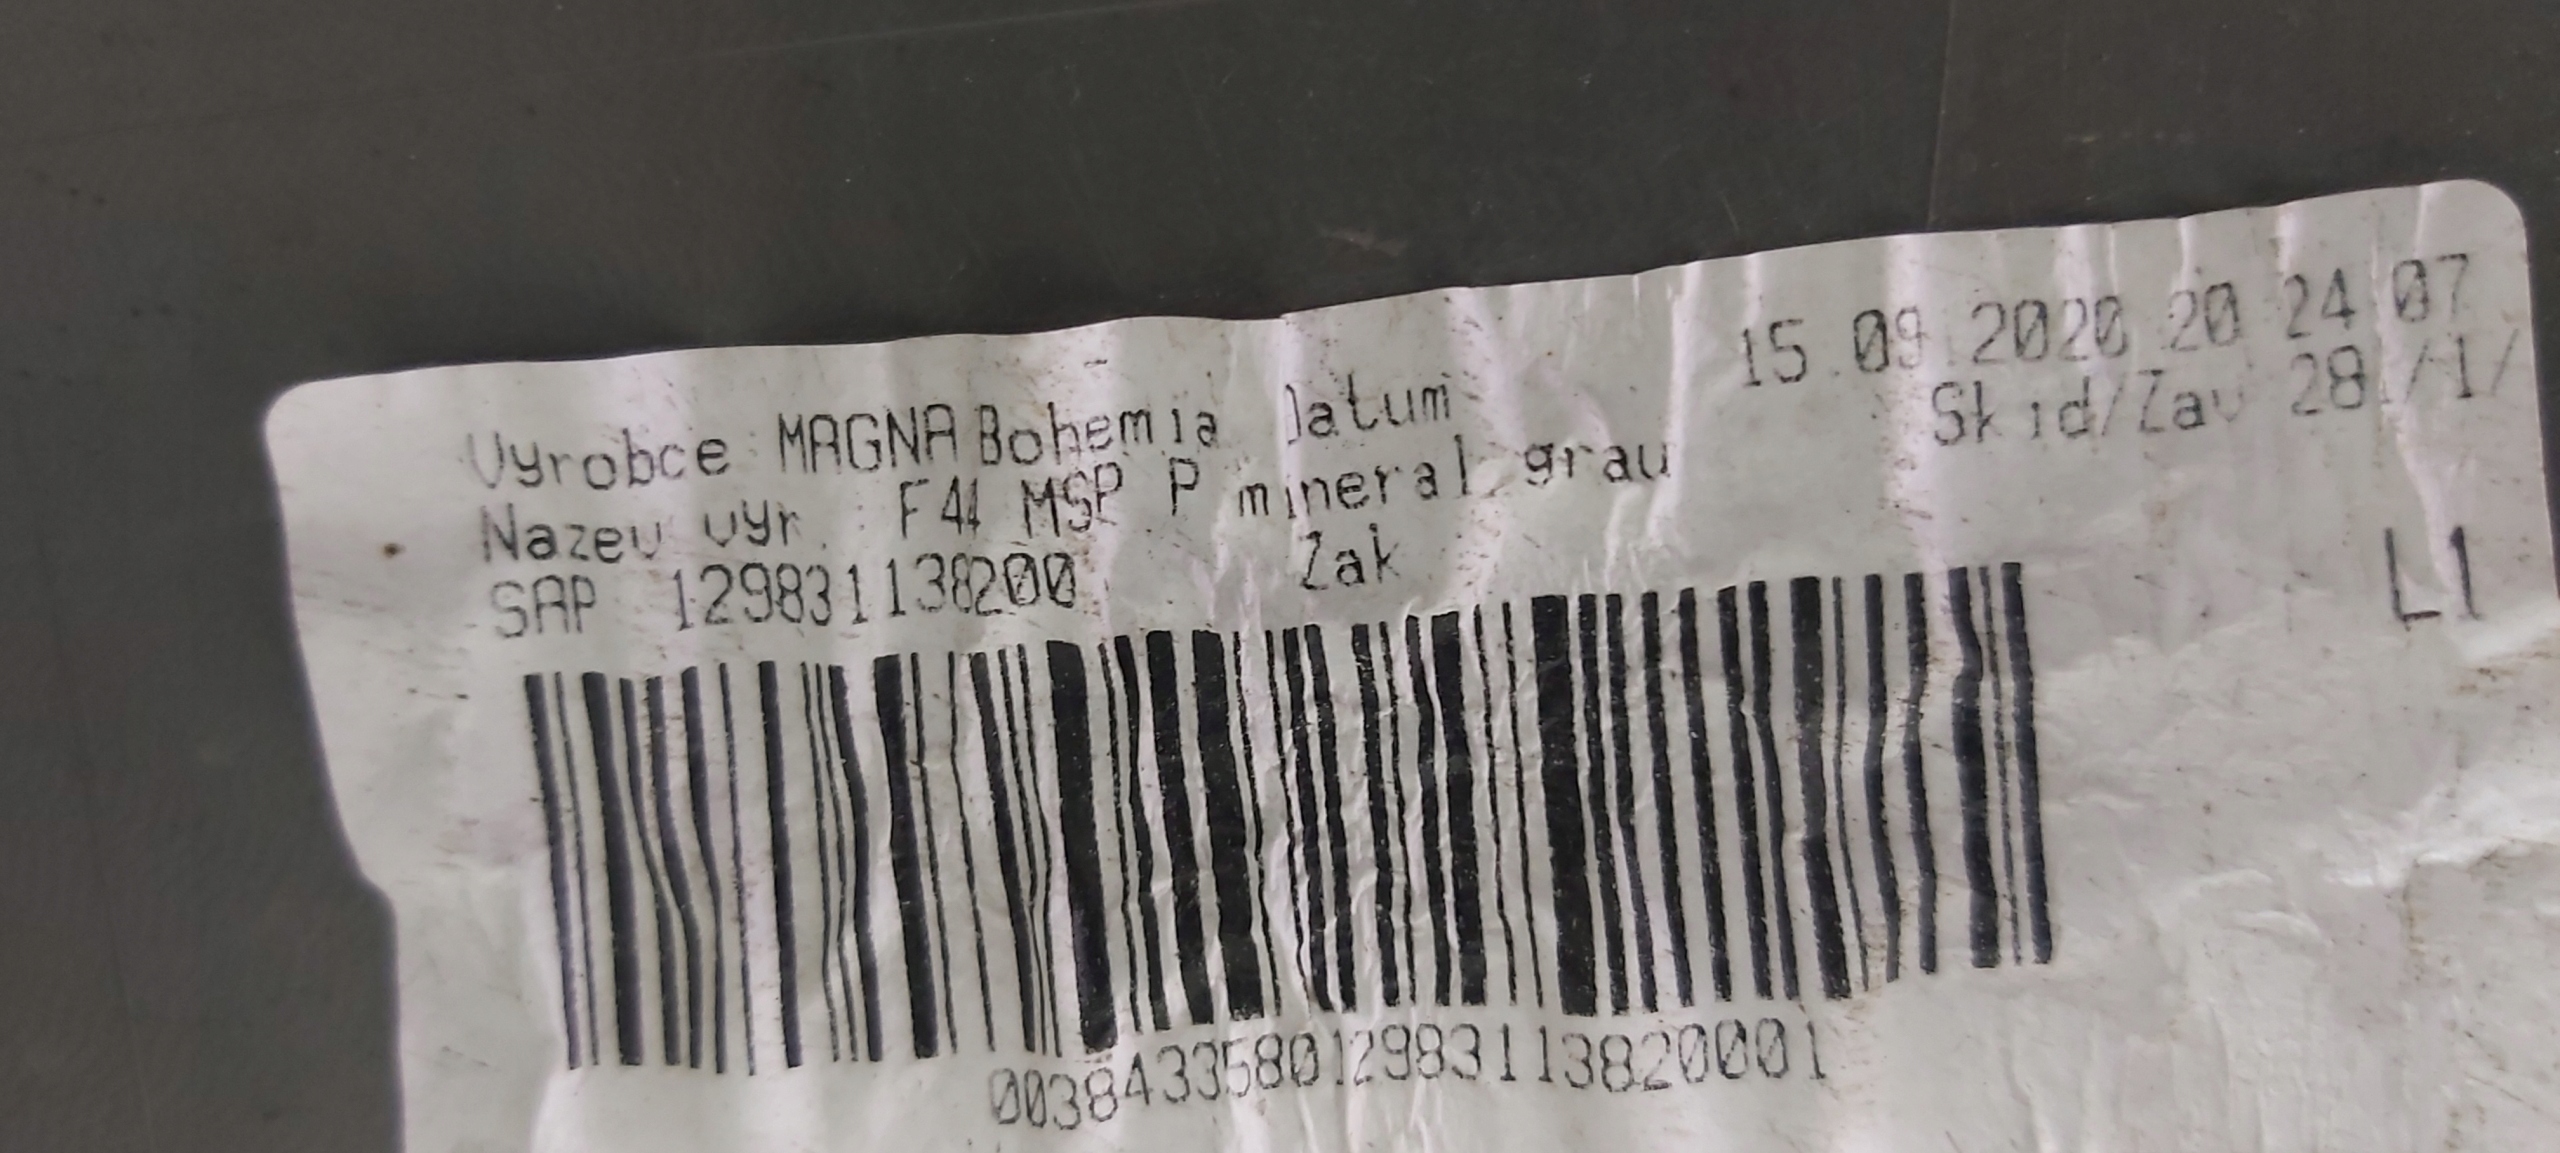 Vyrobce MAGNA Bohemia Datum 15.09.2020 20 24 07
Nazev vyr. F44 MSP P mineral grau Skid/Zav 28 /1/
SAP 129831138200 Zak L1
003843358012983113820001